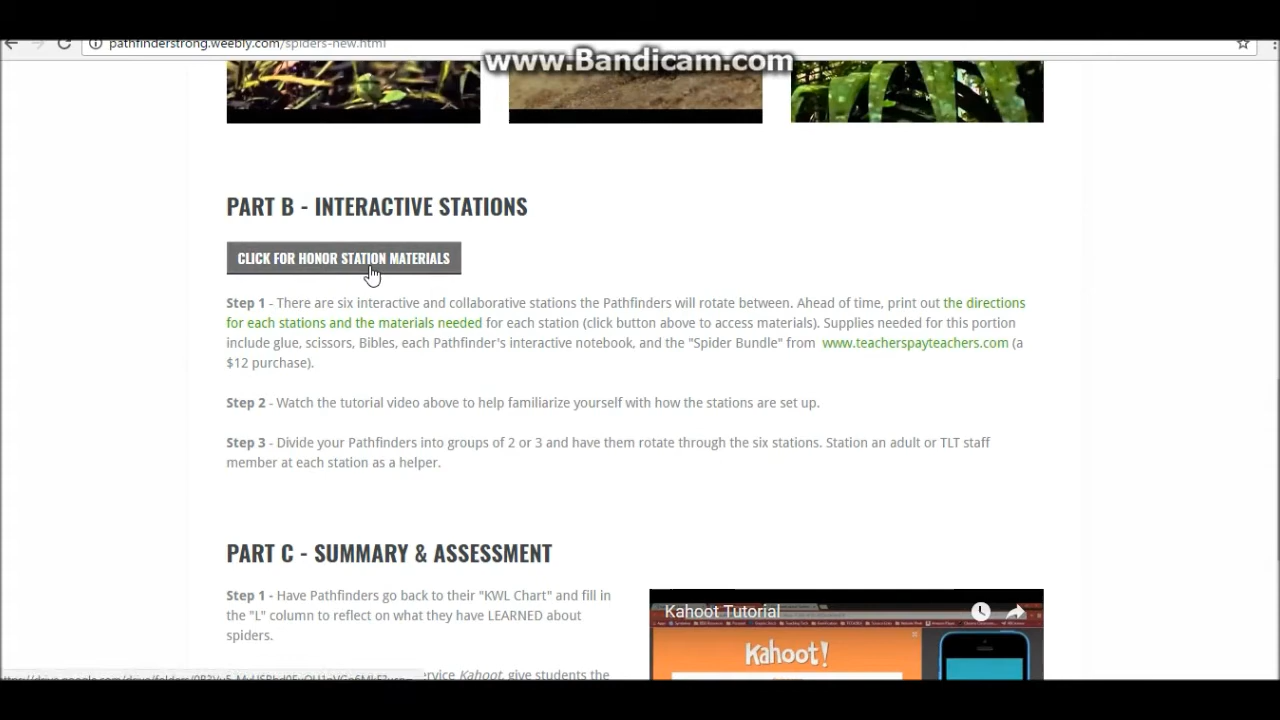 pathfinderstrong.weebly.com/spiders-new.html
www.Bandicam.com
PART B - INTERACTIVE STATIONS
CLICK FOR HONOR STATION MATERIALS
Step 1 - There are six interactive and collaborative stations the Pathfinders will rotate between. Ahead of time, print out the directions
for each stations and the materials needed for each station (click button above to access materials). Supplies needed for this portion
include glue, scissors, Bibles, each Pathfinder's interactive notebook, and the "Spider Bundle" from www.teacherspayteachers.com (a
$12 purchase).
Step 2 - Watch the tutorial video above to help familiarize yourself with how the stations are set up.
Step 3 - Divide your Pathfinders into groups of 2 or 3 and have them rotate through the six stations. Station an adult or TLT staff
member at each station as a helper.
PART C - SUMMARY & ASSESSMENT
Step 1 - Have Pathfinders go back to their "KWL Chart" and fill in
the "L" column to reflect on what they have LEARNED about
spiders.
Kahoot, give students the
Kahoot Tutorial
Kahoot!